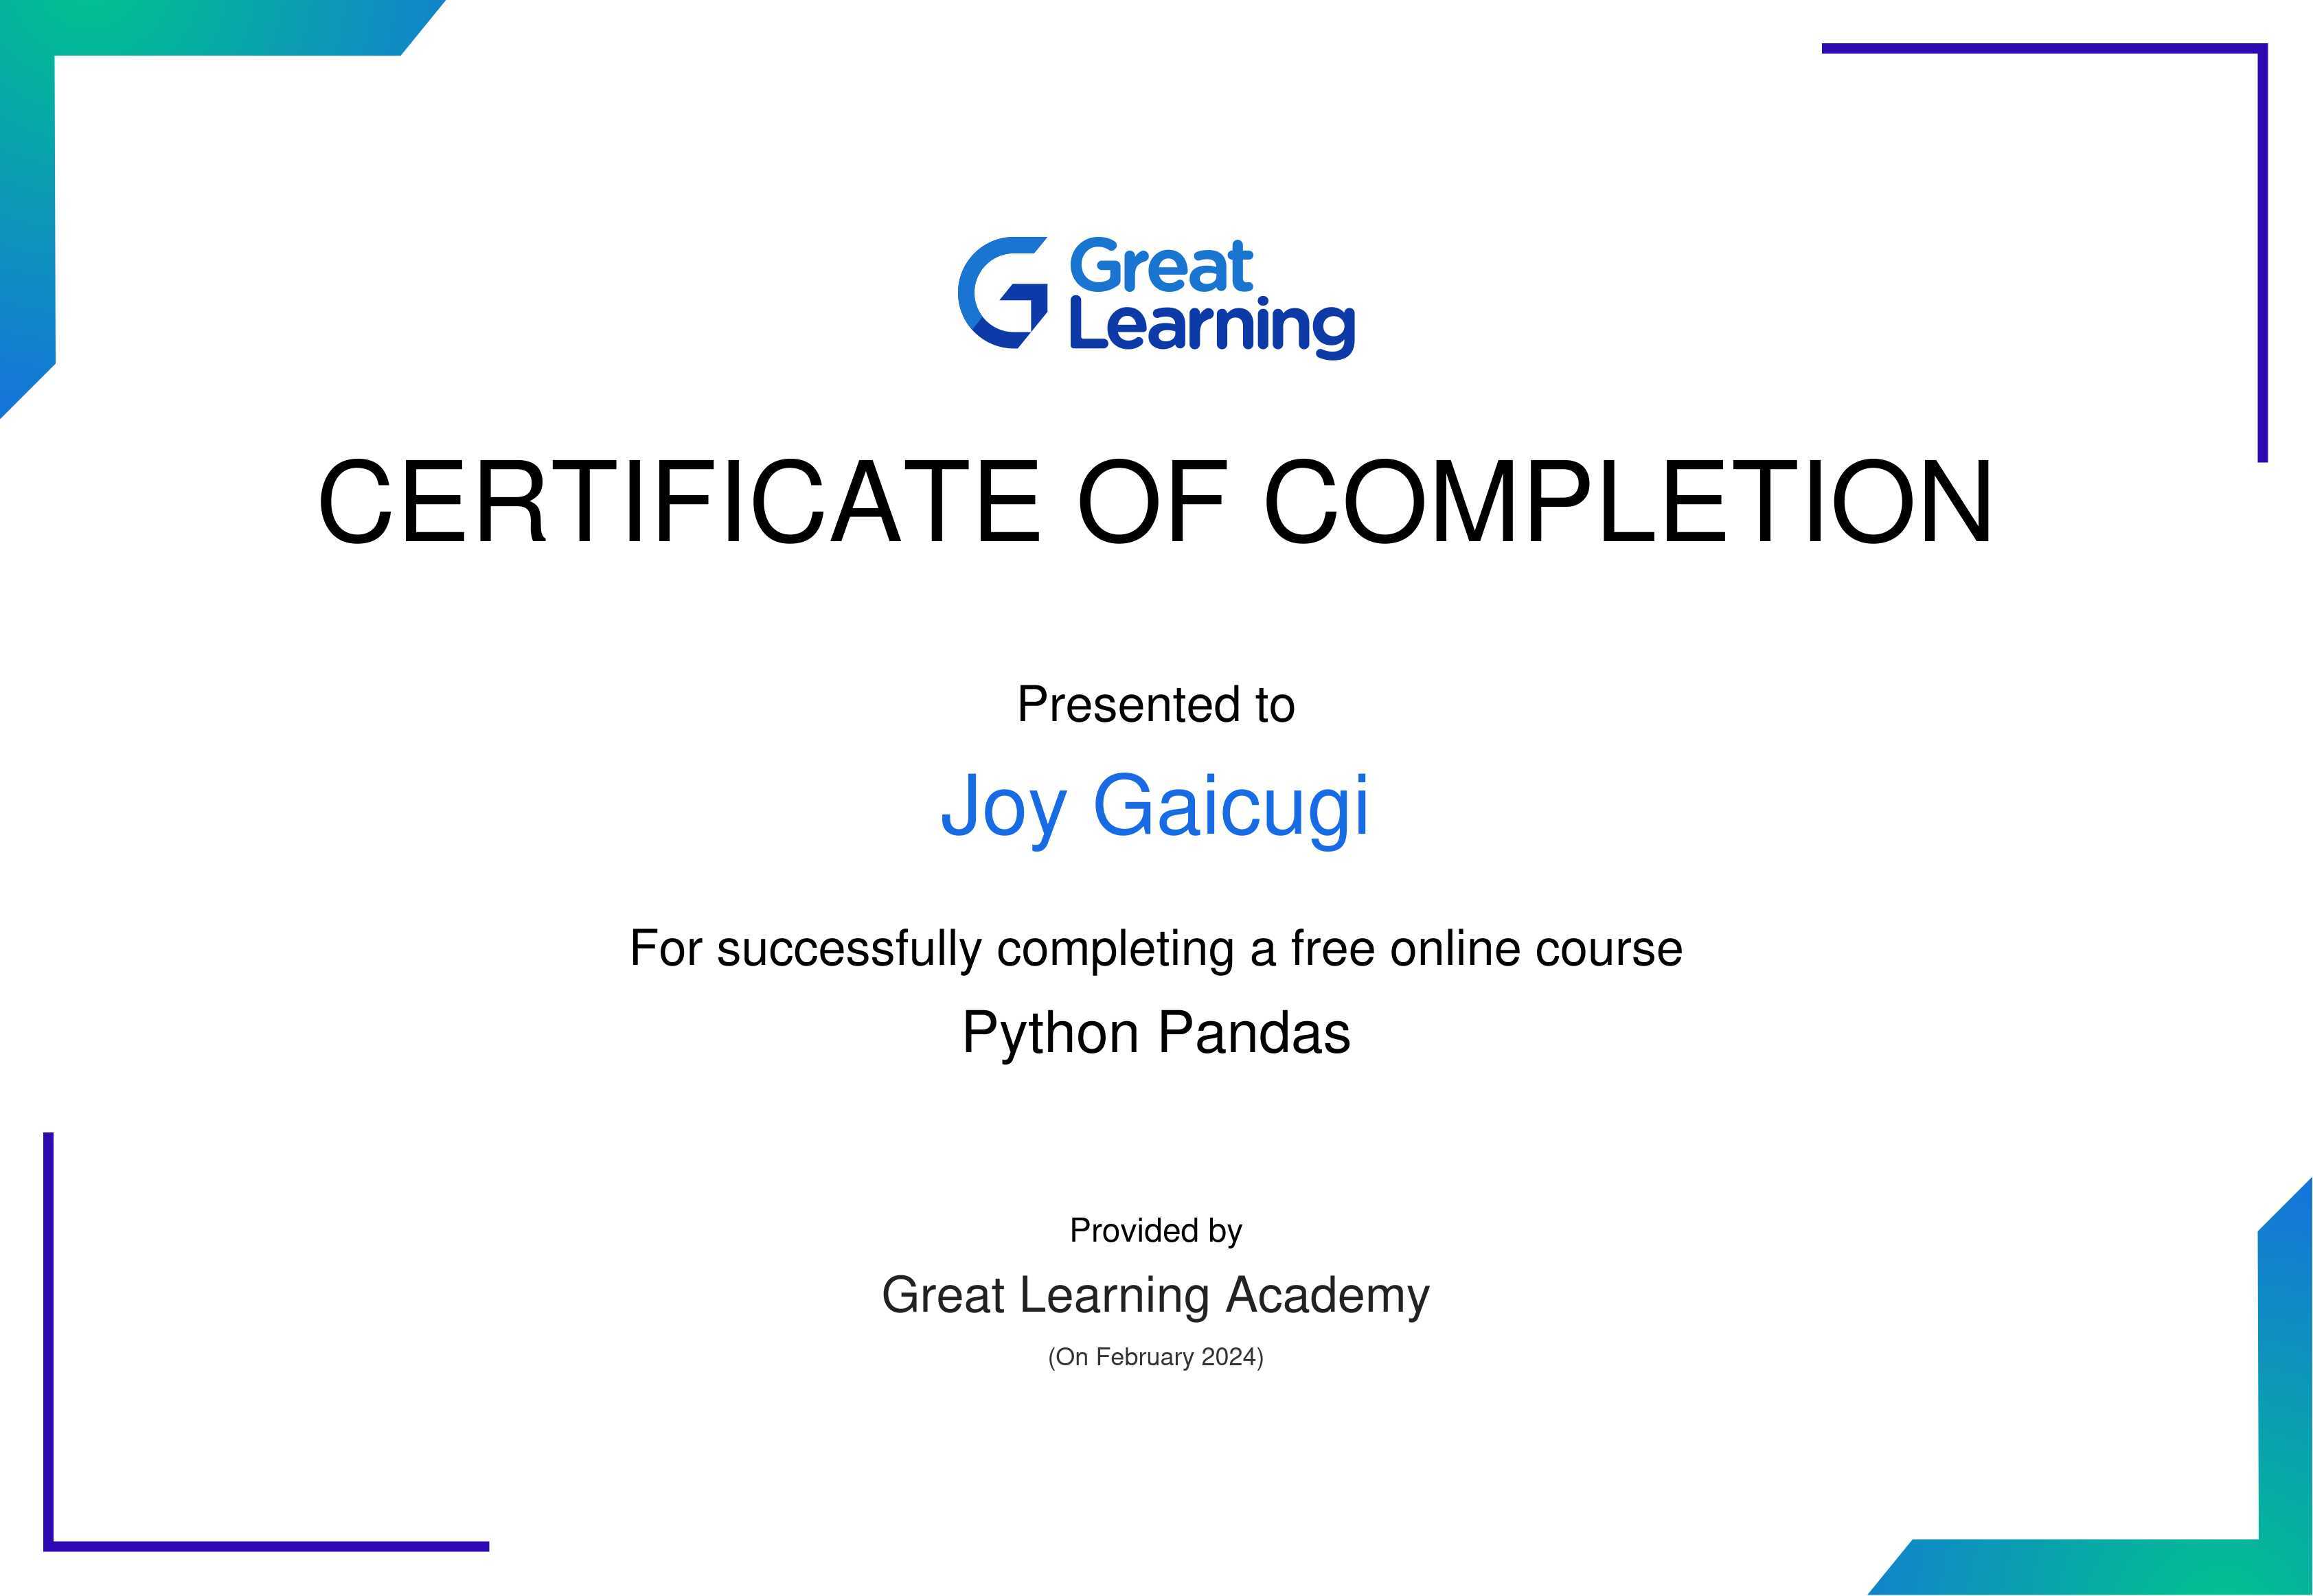 Great
Learning
CERTIFICATE OF COMPLETION
Presented to
Joy Gaicugi
For successfully completing a free online course
Python Pandas
Provided by
Great Learning Academy
(On February 2024)